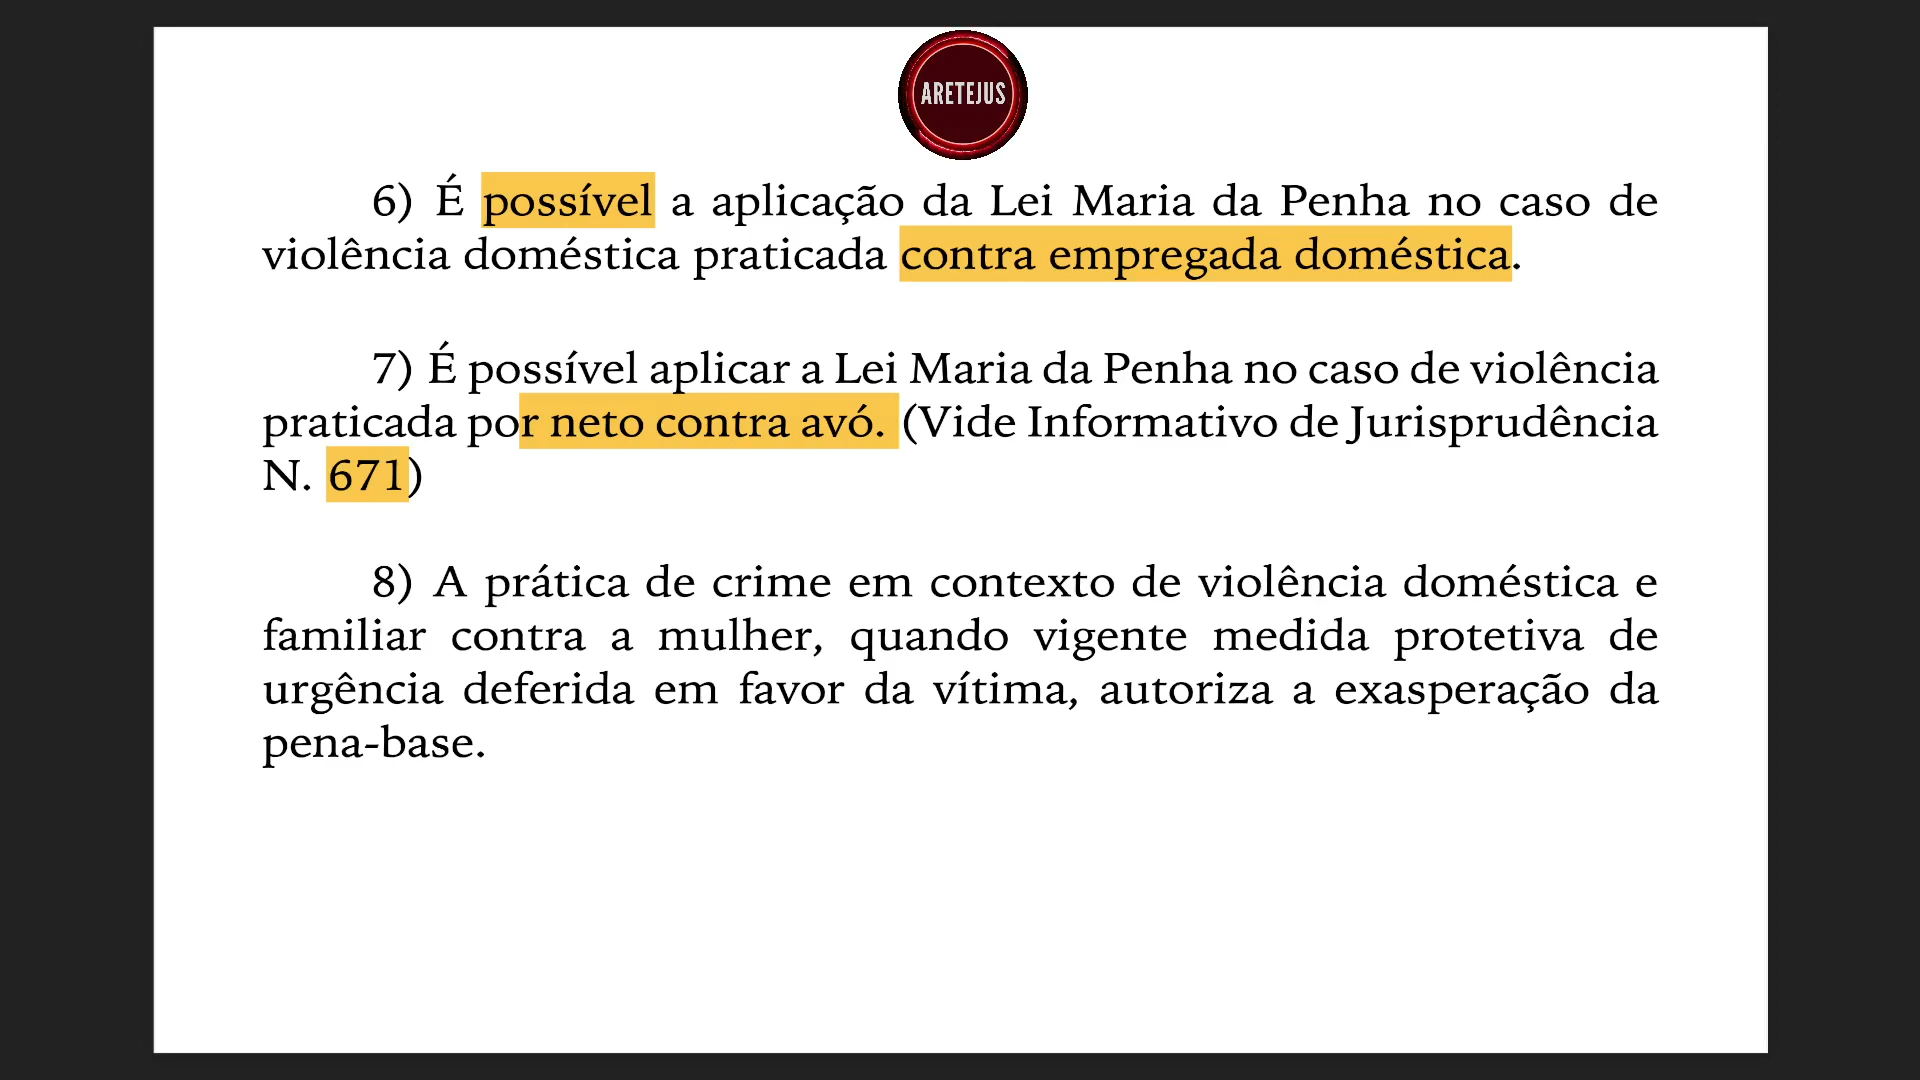 ARETEJUS
6) É possível a aplicação da Lei Maria da Penha no caso de
violência doméstica praticada contra empregada doméstica.
7) É possível aplicar a Lei Maria da Penha no caso de violência
praticada por neto contra avó. (Vide Informativo de Jurisprudência
N. 671)
8) A prática de crime em contexto de violência doméstica e
familiar contra a mulher, quando vigente medida protetiva de
urgência deferida em favor da vítima, autoriza a exasperação da
pena-base.